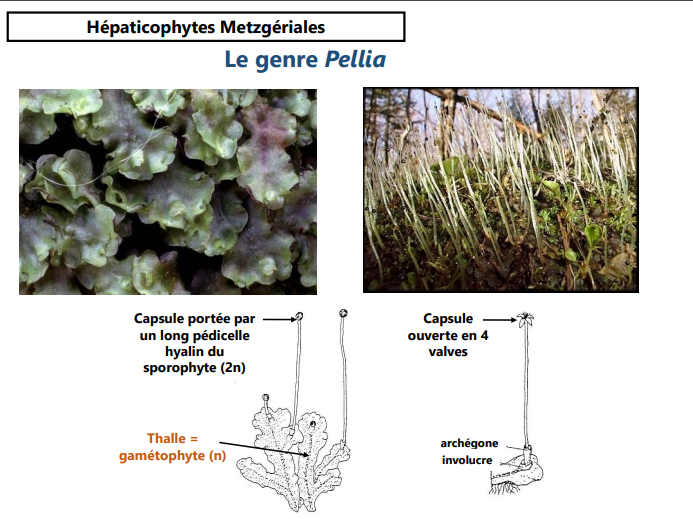 Hépaticophytes Metzgériales
Le genre Pellia
Capsule portée par
un long pédicelle
hyalin du
sporophyte (2n)
Thalle =
gamétophyte (n)
Capsule
ouverte en 4
valves
archégone
involucre